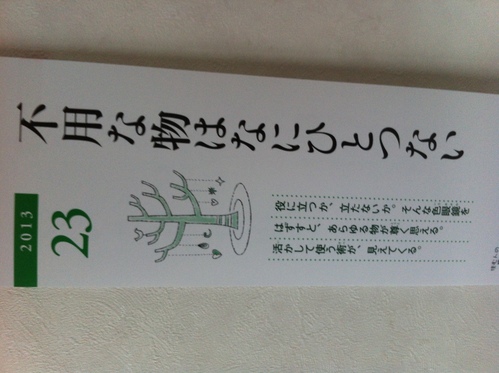 不用な物はなにひとつない
役に立つか、立たないか。そんな色眼鏡を
はずすと、あらゆる物が尊く思える。
活かして使う術が、見えてくる。
2013
23